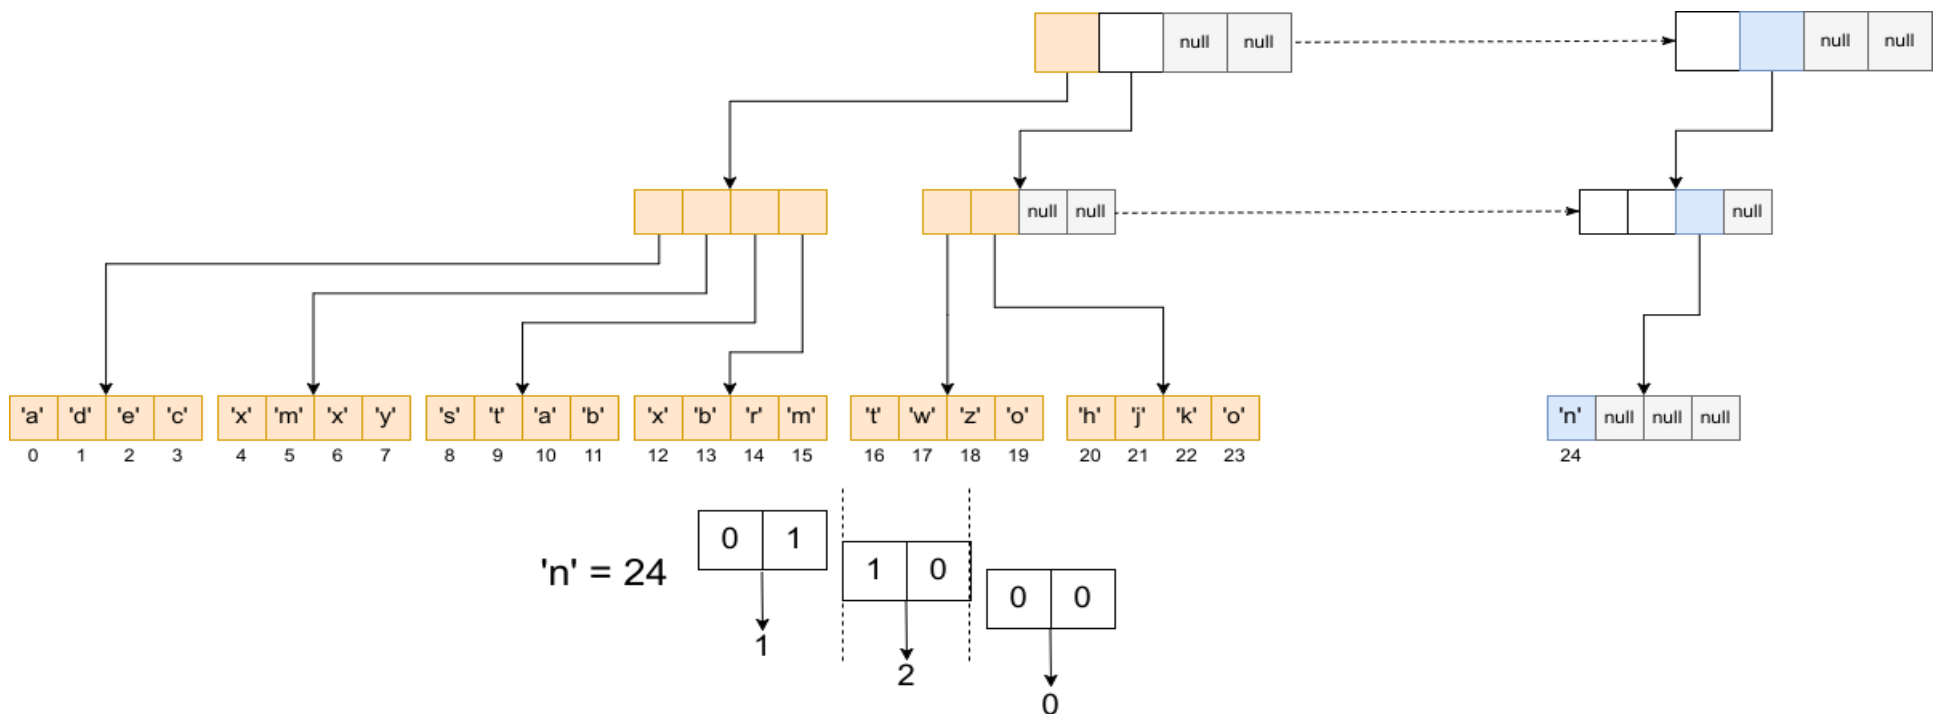 null null null null
null null null
'a' 'd' 'e' 'c' 'x' 'm' 'x' 'y' 's' 't' 'a' 'b' 'x' 'b' 'r' 'm' 't' 'w' 'z' 'o' 'h' 'j' 'k' 'o' 'n' null null null
0 1 2 3 4 5 6 7 8 9 10 11 12 13 14 15 16 17 18 19 20 21 22 23 24
'n' = 24 0 1 1 0 0 0
1
2
0